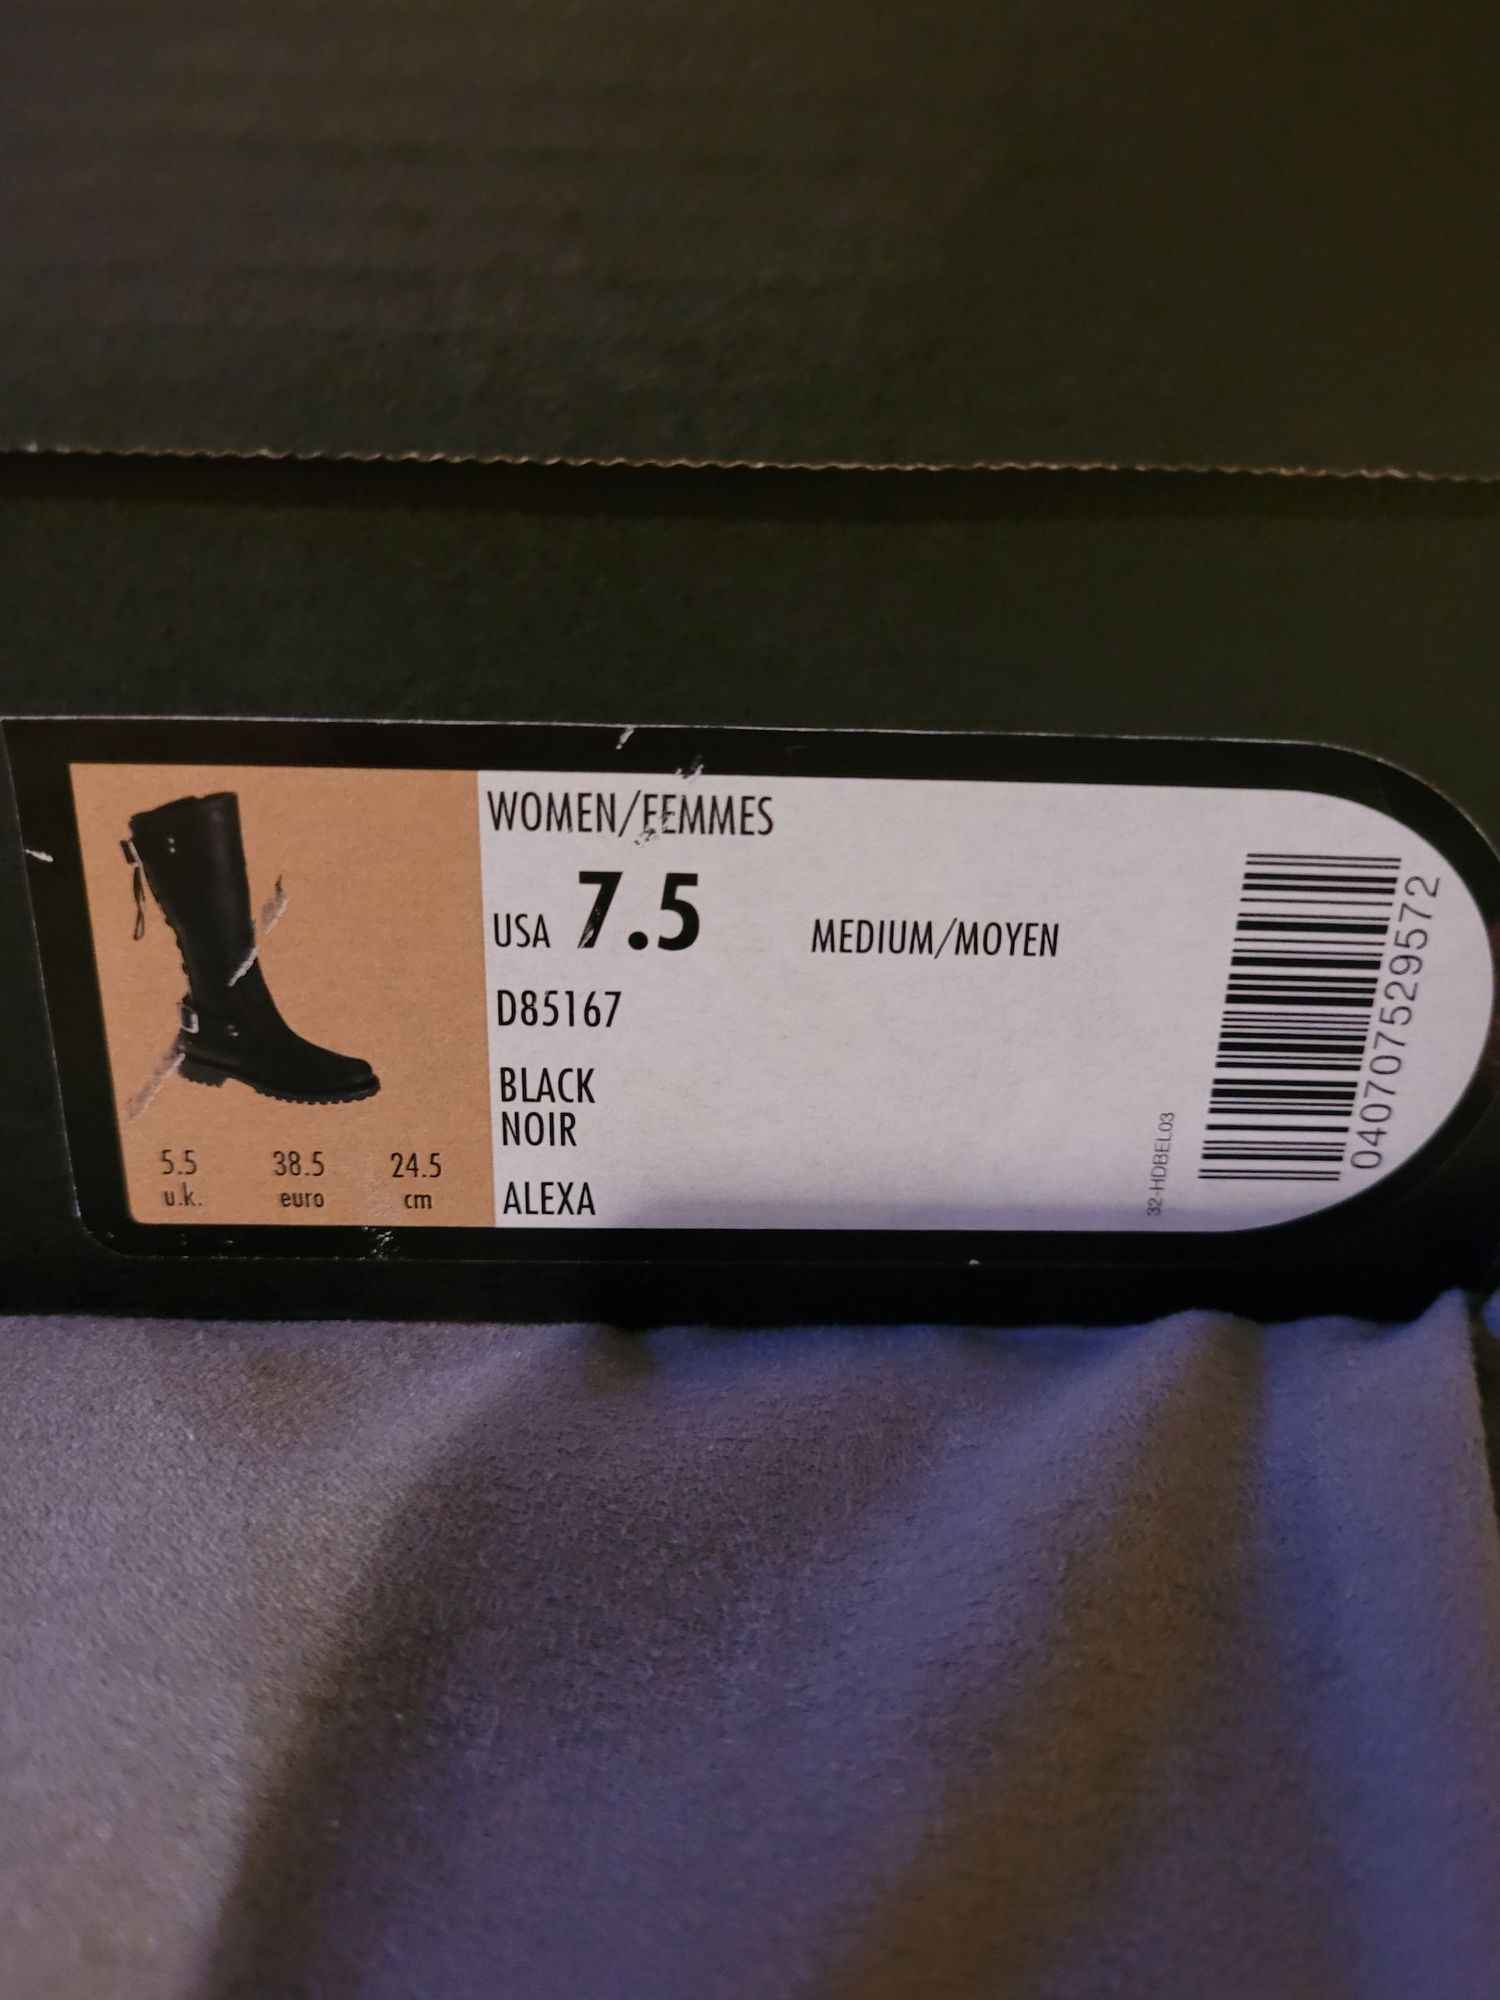 WOMEN/FEMMES
USA 7.5 MEDIUM/MOYEN
D85167
BLACK
NOIR
ALEXA
5.5 38.5 24.5
u.k. euro cm
32-HDBEL03
040707529572